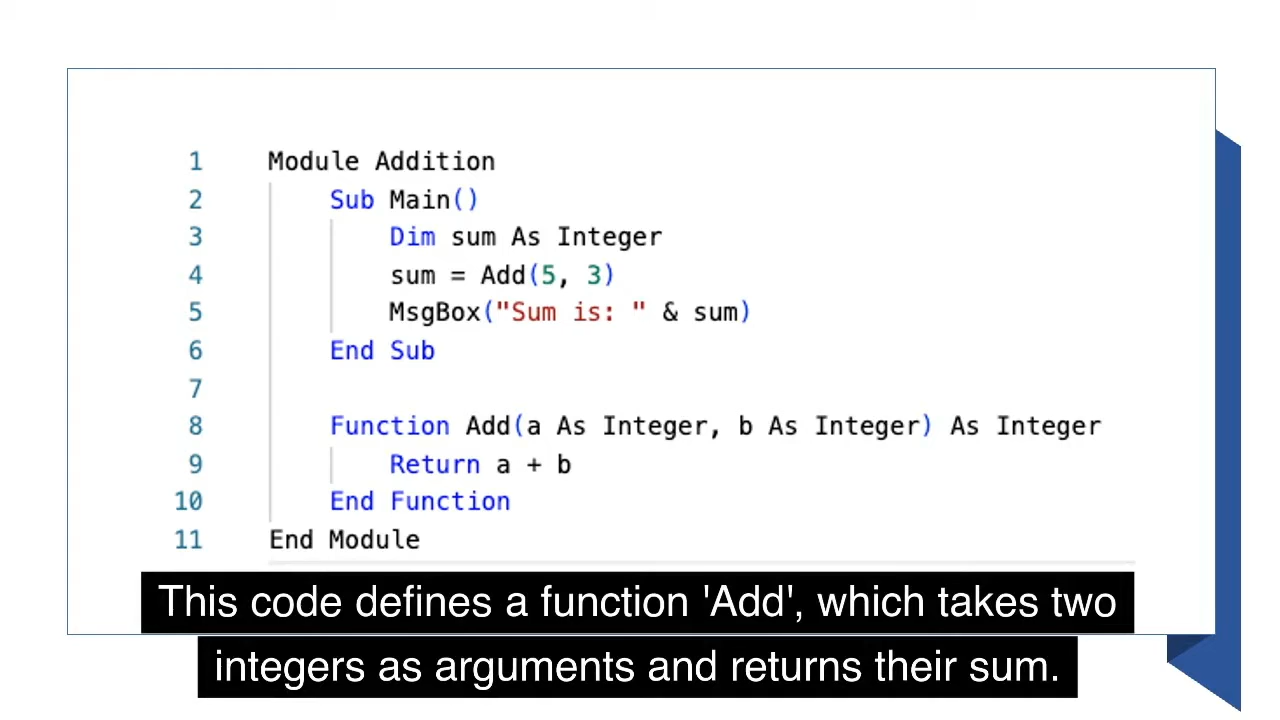 1 Module Addition
2 Sub Main()
3 Dim sum As Integer
4 sum = Add(5, 3)
5 MsgBox("Sum is: " & sum)
6 End Sub
7
8 Function Add(a As Integer, b As Integer) As Integer
9 Return a + b
10 End Function
11 End Module
This code defines a function 'Add', which takes two
integers as arguments and returns their sum.